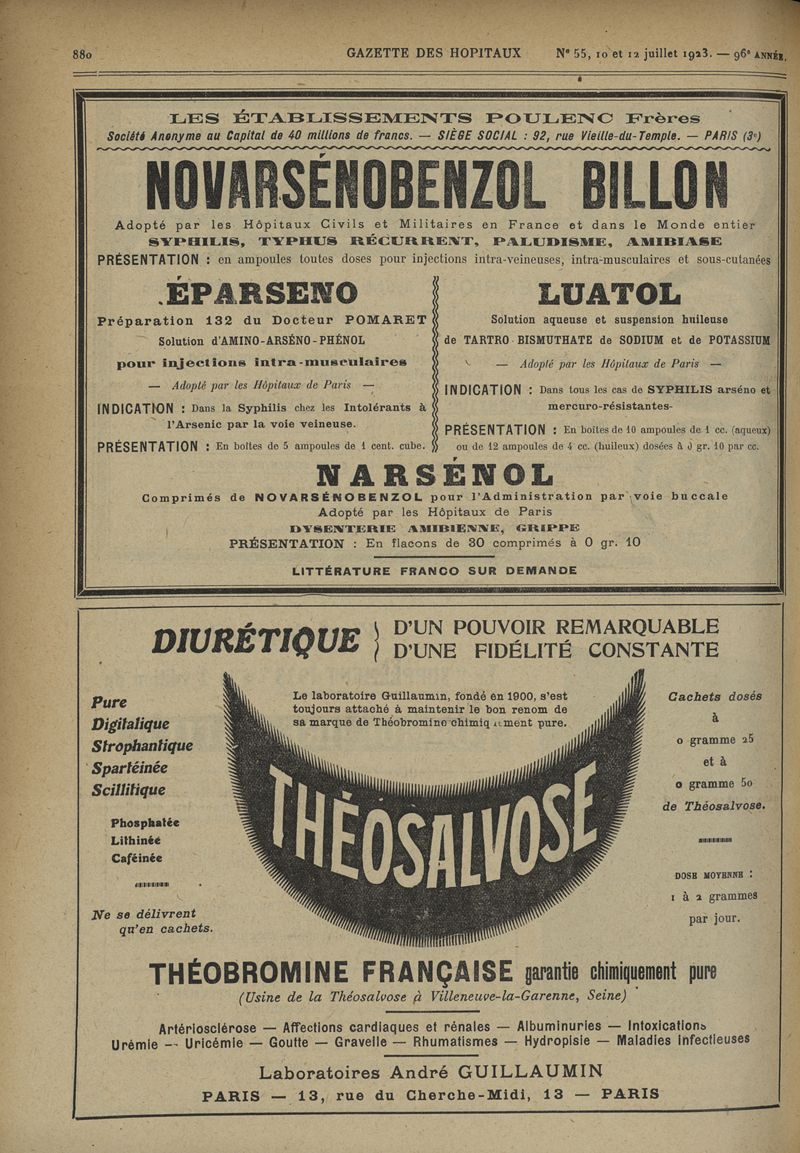 880
GAZETTE DES HOPITAUX
N° 55, 10 et 12 juillet 1923. — 96e ANNÉE.
LES ÉTABLISSEMENTS POULENC Frères
Société Anonyme au Capital de 40 millions de francs. — SIÈGE SOCIAL : 92, rue Vieille-du-Temple. — PARIS (3e)
NOVARSÉNOBENZOL BILLON
Adopté par les Hôpitaux Civils et Militaires en France et dans le Monde entier
SYPHILIS, TYPHUS RÉCURRENT, PALUDISME, AMIBIASE
PRÉSENTATION : en ampoules toutes doses pour injections intra-veineuses, intra-musculaires et sous-cutanées
ÉPARSENO
Préparation 132 du Docteur POMARET
Solution d'AMINO-ARSÉNO-PHÉNOL
pour injections intra-musculaires
— Adopté par les Hôpitaux de Paris —
INDICATION : Dans la Syphilis chez les Intolérants à
l'Arsenic par la voie veineuse.
PRÉSENTATION : En boîtes de 5 ampoules de 1 cent. cube.
LUATOL
Solution aqueuse et suspension huileuse
de TARTRO BISMUTHATE de SODIUM et de POTASSIUM
— Adopté par les Hôpitaux de Paris —
INDICATION : Dans tous les cas de SYPHILIS arséno et
mercuro-résistantes-
PRÉSENTATION : En boîtes de 10 ampoules de 1 cc. (aqueux)
ou de 12 ampoules de 4 cc. (huileux) dosées à 0 gr. 10 par cc.
NARSÉNOL
Comprimés de NOVARSÉNOBENZOL pour l'Administration par voie buccale
Adopté par les Hôpitaux de Paris
DYSENTERIE AMIBIENNE, GRIPPE
PRÉSENTATION : En flacons de 30 comprimés à 0 gr. 10
LITTÉRATURE FRANCO SUR DEMANDE
DIURÉTIQUE
D'UN POUVOIR REMARQUABLE
D'UNE FIDÉLITÉ CONSTANTE
Pure
Digitalique
Strophantique
Spartéinée
Scillitique
Phosphatée
Lithinée
Caféinée
Ne se délivrent
qu'en cachets.
Le laboratoire Guillaumin, fondé en 1900, s'est
toujours attaché à maintenir le bon renom de
sa marque de Théobromine chimiquement pure.
THÉOSALVOSE
Cachets dosés
à
0 gramme 25
et à
0 gramme 50
de Théosalvose.
DOSE MOYENNE :
1 à 2 grammes
par jour.
THÉOBROMINE FRANÇAISE garantie chimiquement pure
(Usine de la Théosalvose à Villeneuve-la-Garenne, Seine)
Artériosclérose — Affections cardiaques et rénales — Albuminuries — Intoxications
Urémie — Uricémie — Goutte — Gravelle — Rhumatismes — Hydropisie — Maladies infectieuses
Laboratoires André GUILLAUMIN
PARIS — 13, rue du Cherche-Midi, 13 — PARIS